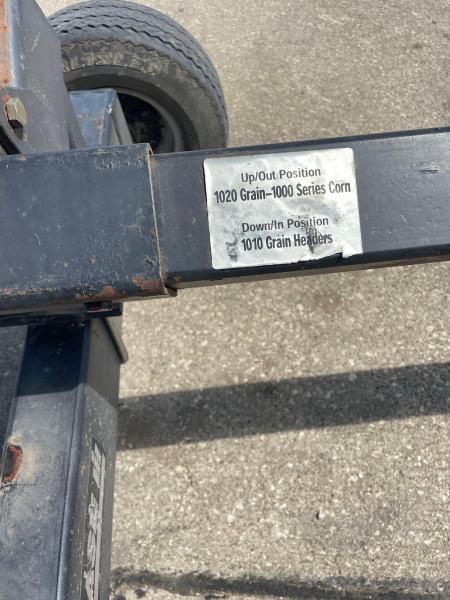 Up/Out Position
1020 Grain-1000 Series Corn
Down/In Position
1010 Grain Headers